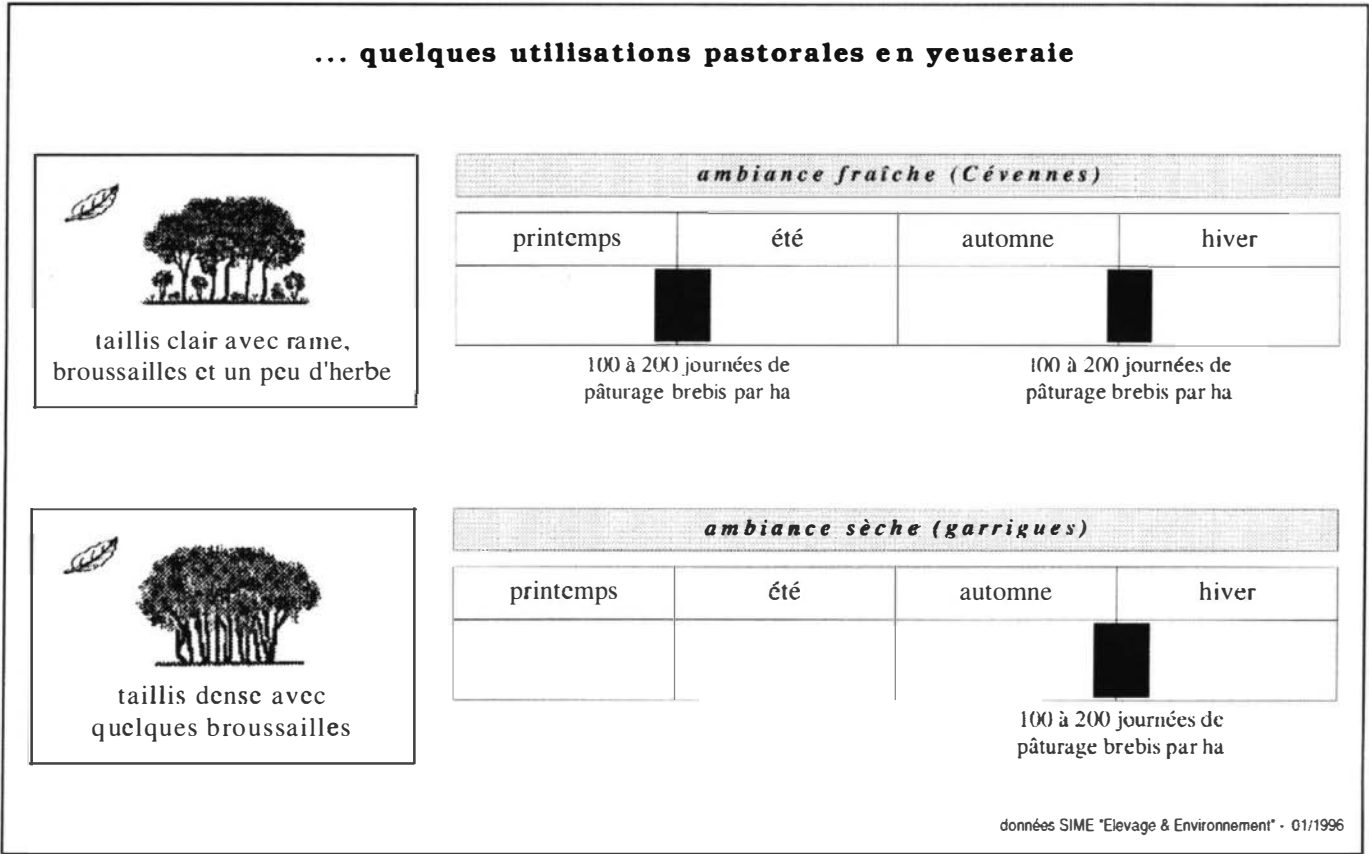 ... quelques utilisations pastorales en yeuseraie
taillis clair avec rame,
broussailles et un peu d'herbe
ambiance fraîche (Cévennes)
printemps été automne hiver
100 à 200 journées de
pâturage brebis par ha
100 à 200 journées de
pâturage brebis par ha
taillis dense avec
quelques broussailles
ambiance sèche (garrigues)
printemps été automne hiver
100 à 200 journées de
pâturage brebis par ha
données SIME "Elevage & Environnement" - 01/1996